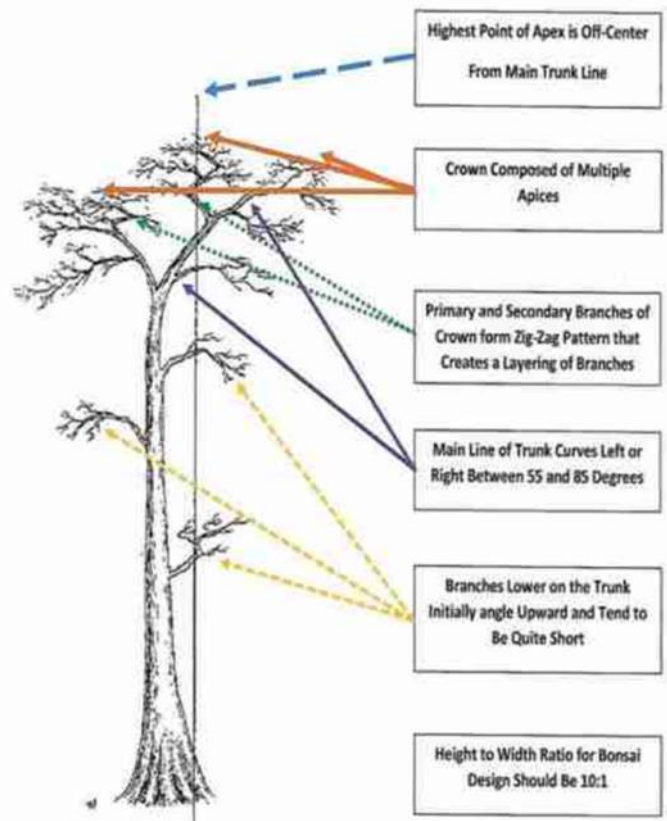 Highest Point of Apex is Off-Center
From Main Trunk Line
Crown Composed of Multiple
Apices
Primary and Secondary Branches of
Crown form Zig-Zag Pattern that
Creates a Layering of Branches
Main Line of Trunk Curves Left or
Right Between 55 and 85 Degrees
Branches Lower on the Trunk
Initially angle Upward and Tend to
Be Quite Short
Height to Width Ratio for Bonsai
Design Should Be 10:1